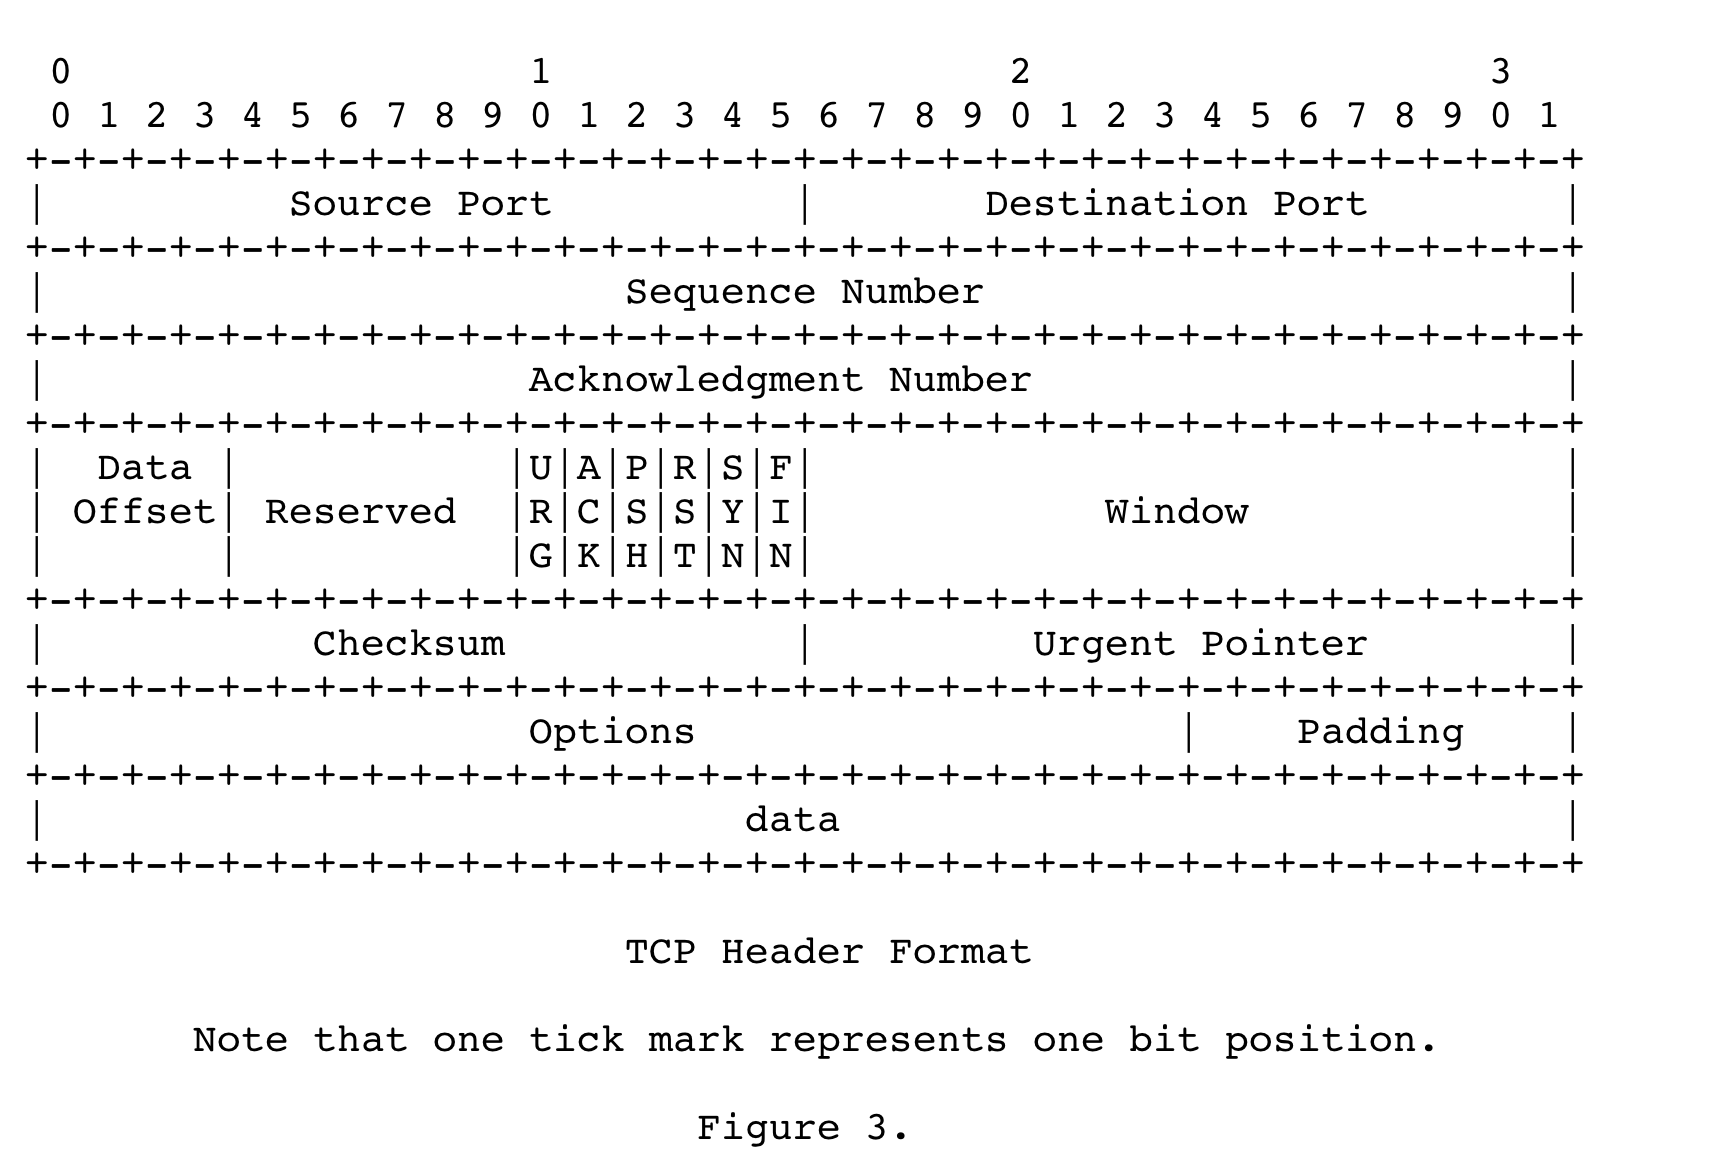 0                   1                   2                   3
 0 1 2 3 4 5 6 7 8 9 0 1 2 3 4 5 6 7 8 9 0 1 2 3 4 5 6 7 8 9 0 1
+-+-+-+-+-+-+-+-+-+-+-+-+-+-+-+-+-+-+-+-+-+-+-+-+-+-+-+-+-+-+-+-+
|          Source Port          |       Destination Port        |
+-+-+-+-+-+-+-+-+-+-+-+-+-+-+-+-+-+-+-+-+-+-+-+-+-+-+-+-+-+-+-+-+
|                        Sequence Number                        |
+-+-+-+-+-+-+-+-+-+-+-+-+-+-+-+-+-+-+-+-+-+-+-+-+-+-+-+-+-+-+-+-+
|                    Acknowledgment Number                      |
+-+-+-+-+-+-+-+-+-+-+-+-+-+-+-+-+-+-+-+-+-+-+-+-+-+-+-+-+-+-+-+-+
|  Data |           |U|A|P|R|S|F|                               |
| Offset| Reserved  |R|C|S|S|Y|I|            Window             |
|       |           |G|K|H|T|N|N|                               |
+-+-+-+-+-+-+-+-+-+-+-+-+-+-+-+-+-+-+-+-+-+-+-+-+-+-+-+-+-+-+-+-+
|           Checksum            |         Urgent Pointer        |
+-+-+-+-+-+-+-+-+-+-+-+-+-+-+-+-+-+-+-+-+-+-+-+-+-+-+-+-+-+-+-+-+
|                    Options                    |    Padding    |
+-+-+-+-+-+-+-+-+-+-+-+-+-+-+-+-+-+-+-+-+-+-+-+-+-+-+-+-+-+-+-+-+
|                             data                              |
+-+-+-+-+-+-+-+-+-+-+-+-+-+-+-+-+-+-+-+-+-+-+-+-+-+-+-+-+-+-+-+-+
TCP Header Format
Note that one tick mark represents one bit position.
Figure 3.